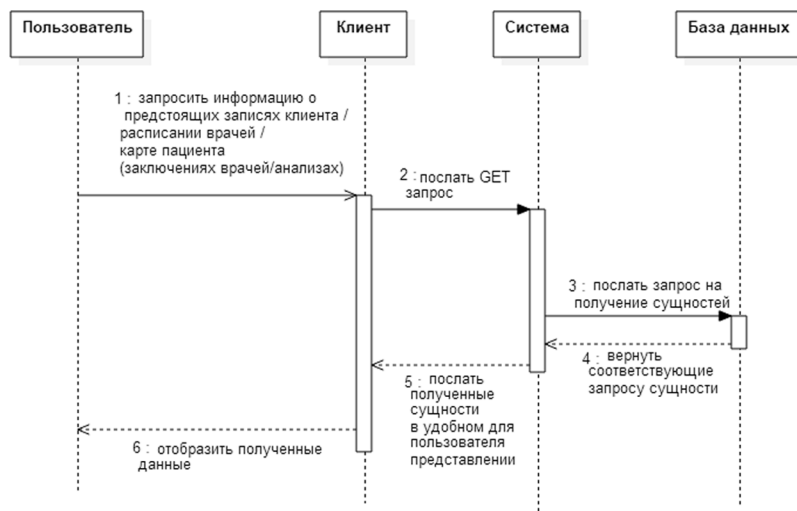 Пользователь
Клиент
Система
База данных
1 : запросить информацию о
предстоящих записях клиента /
расписании врачей /
карте пациента
(заключениях врачей/анализах)
2 : послать GET
запрос
3 : послать запрос на
получение сущностей
4 : вернуть
соответствующие
запросу сущности
5 : послать
полученные
сущности
в удобном для
пользователя
представлении
6 : отобразить полученные
данные